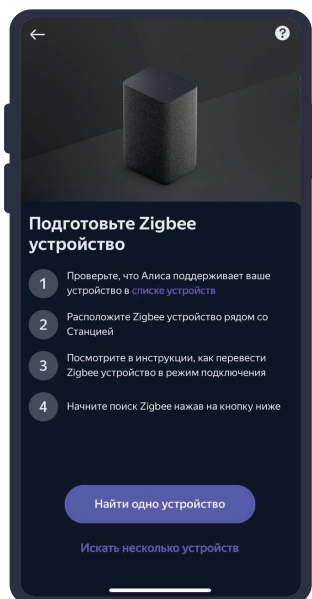 ?
Подготовьте Zigbee
устройство
1
Проверьте, что Алиса поддерживает ваше
устройство в списке устройств
2
Расположите Zigbee устройство рядом со
Станцией
3
Посмотрите в инструкции, как перевести
Zigbee устройство в режим подключения
4
Начните поиск Zigbee нажав на кнопку ниже
Найти одно устройство
Искать несколько устройств